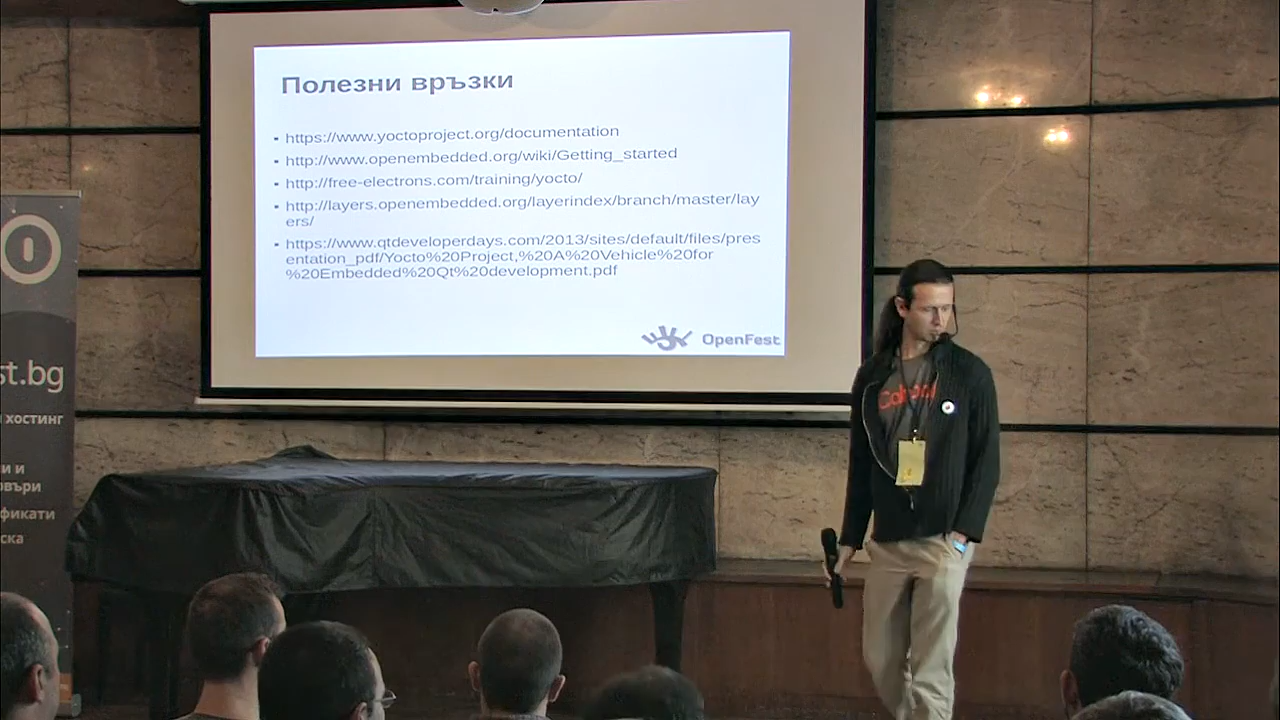 Полезни връзки
https://www.yoctoproject.org/documentation
http://www.openembedded.org/wiki/Getting_started
http://free-electrons.com/training/yocto/
http://layers.openembedded.org/layerindex/branch/master/lay
ers/
https://www.qtdeveloperdays.com/2013/sites/default/files/pres
entation_pdf/Yocto%20Project,%20A%20Vehicle%20for
%20Embedded%20Qt%20development.pdf
OpenFest
st.bg
хостинг
и и
фикати
ска